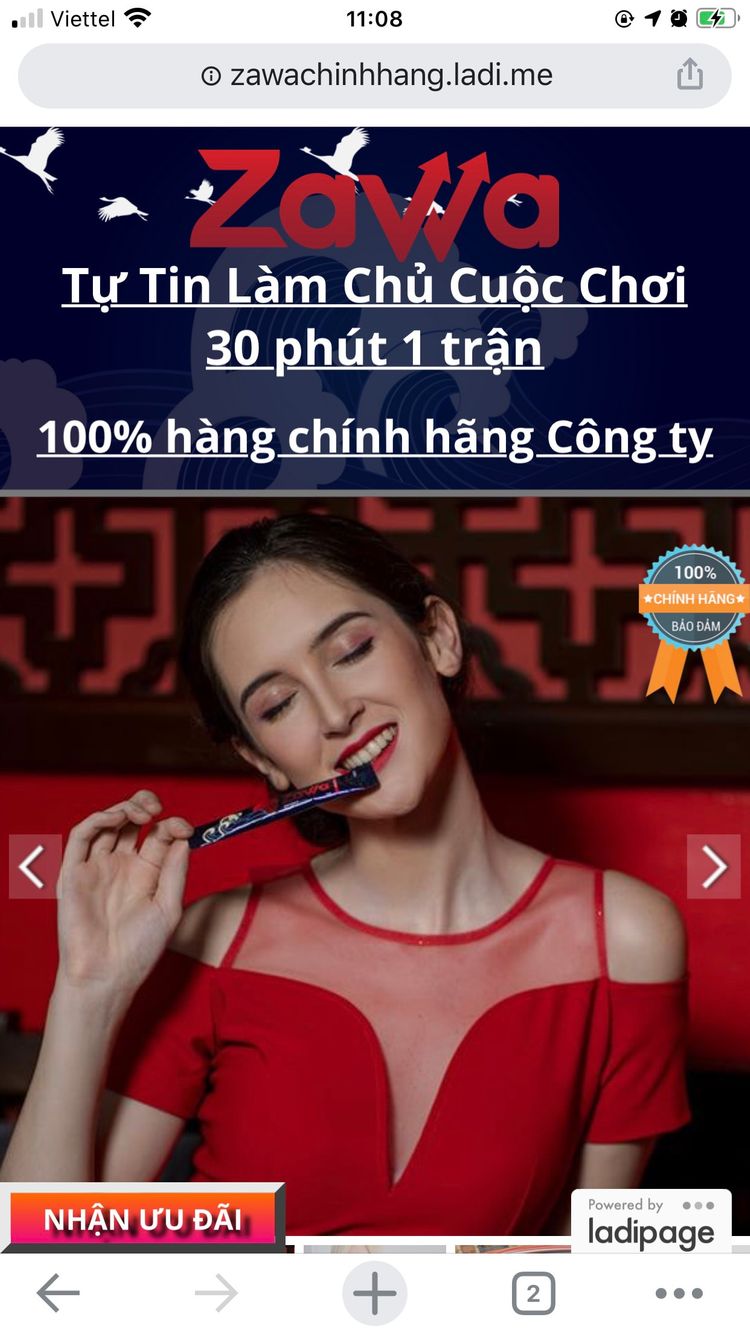 Viettel
11:08
zawachinhhang.ladi.me
Zawa
Tự Tin Làm Chủ Cuộc Chơi
30 phút 1 trận
100% hàng chính hãng Công ty
100%
★CHÍNH HÃNG★
BẢO ĐẢM
Zawa
NHẬN ƯU ĐÃI
Powered by
ladipage
2